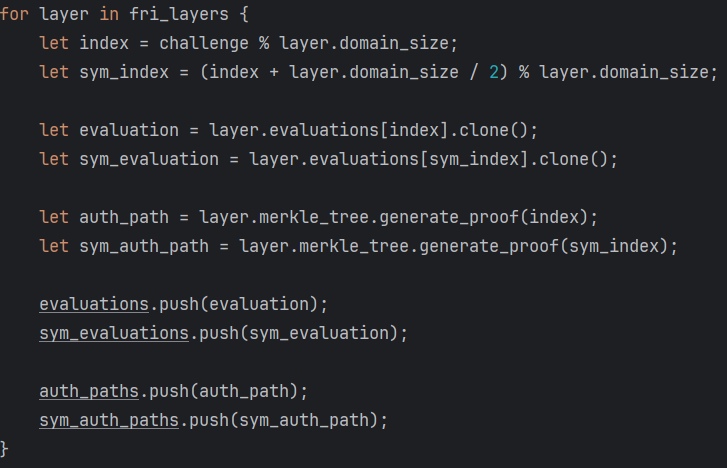 for layer in fri_layers {
    let index = challenge % layer.domain_size;
    let sym_index = (index + layer.domain_size / 2) % layer.domain_size;

    let evaluation = layer.evaluations[index].clone();
    let sym_evaluation = layer.evaluations[sym_index].clone();

    let auth_path = layer.merkle_tree.generate_proof(index);
    let sym_auth_path = layer.merkle_tree.generate_proof(sym_index);

    evaluations.push(evaluation);
    sym_evaluations.push(sym_evaluation);

    auth_paths.push(auth_path);
    sym_auth_paths.push(sym_auth_path);
}